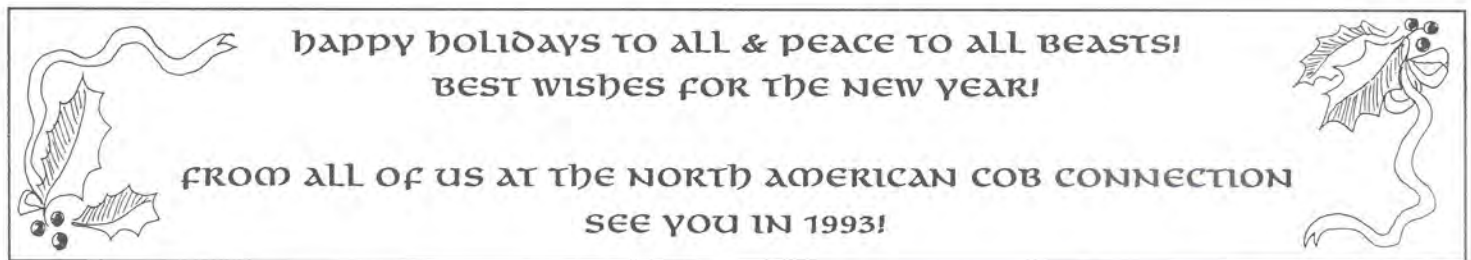 HAPPY HOLIDAYS TO ALL & PEACE TO ALL BEASTS!
BEST WISHES FOR THE NEW YEAR!
FROM ALL OF US AT THE NORTH AMERICAN COB CONNECTION
SEE YOU IN 1993!